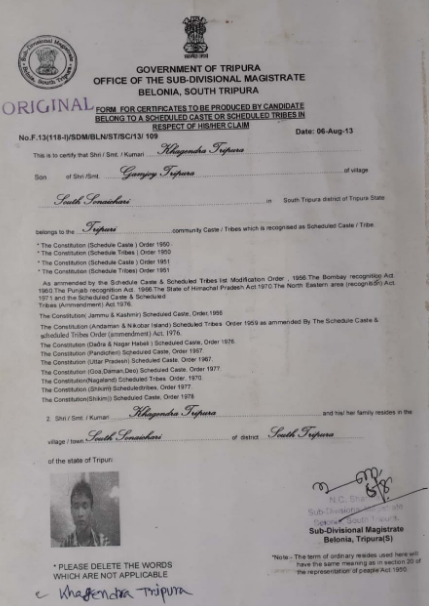 Sub-Divisional Magistrate
Belonia, South Tripura
GOVERNMENT OF TRIPURA
OFFICE OF THE SUB-DIVISIONAL MAGISTRATE
BELONIA, SOUTH TRIPURA
ORIGINAL
FORM FOR CERTIFICATES TO BE PRODUCED BY CANDIDATE
BELONG TO A SCHEDULED CASTE OR SCHEDULED TRIBES IN
RESPECT OF HIS/HER CLAIM
No.F.13(118-I)/SDM/BLN/ST/SC/13/ 109 Date: 06-Aug-13
This is to certify that Shri / Smt. / Kumari Khagendra Tripura
Son of Shri /Smt. Gamjoy Tripura of village
South Sonaichari in South Tripura district of Tripura State
belongs to the Tripuri community Caste / Tribes which is recognised as Scheduled Caste / Tribe.
* The Constitution (Schedule Caste ) Order 1950
* The Constitution (Schedule Tribes ) Order 1950
* The Constitution (Schedule Caste ) Order 1951
* The Constitution (Schedule Tribes) Order 1951
As ammended by the Schedule Caste & Scheduled Tribes list Modification Order , 1956.The Bombay recognition Act.
1960.The Punjab recognition Act. 1966.The State of Himachal Pradesh Act 1970.The North Eastern area (recognition) Act.
1971 and the Scheduled Caste & Scheduled
Tribes (Ammendment) Act 1976.
The Constitution( Jammu & Kashmir) Scheduled Caste, Order,1956
The Constitution (Andaman & Nikobar Island) Scheduled Tribes Order 1959 as ammended By The Schedule Caste &
scheduled Tribes Order (ammendment) Act. 1976.
The Constitution (Dadra & Nagar Habeli ) Scheduled Caste, Order 1976.
The Constitution (Pandicheri) Scheduled Caste, Order 1997.
The Constitution (Uttar Pradesh) Scheduled Caste, Order 1967.
The Constitution (Goa,Daman,Deo) Scheduled Caste, Order 1977.
The Constitution(Nagaland) Scheduled Tribes Order, 1970.
The Constitution (Shikim) Scheduledtribes, Order 1977.
The Constitution(Shikim)) Scheduled Caste, Order 1978.
2. Shri / Smt. / Kumari Khagendra Tripura and his/ her family resides in the
village / town South Sonaichari of district South Tripura
of the state of Tripuri
Sub-Divisional Magistrate
Belonia, Tripura(S)
* PLEASE DELETE THE WORDS
WHICH ARE NOT APPLICABLE
*Note - The term of ordinary resides used here will
have the same meaning as in section 20 of
the representation of people Act 1950.
Khagendra Tripura